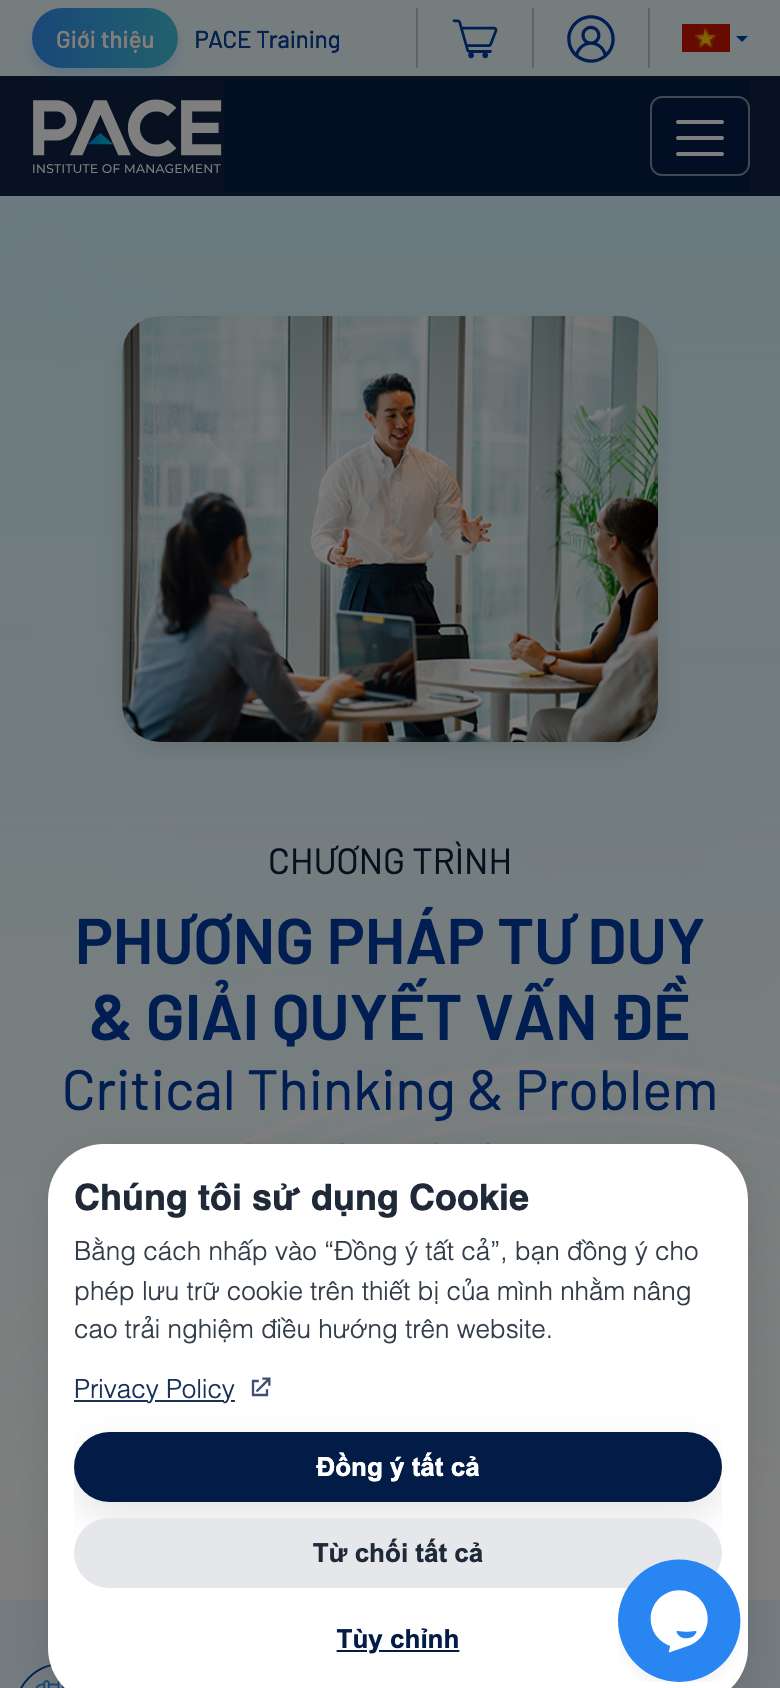 Giới thiệu PACE Training
PACE
INSTITUTE OF MANAGEMENT
CHƯƠNG TRÌNH
PHƯƠNG PHÁP TƯ DUY
& GIẢI QUYẾT VẤN ĐỀ
Critical Thinking & Problem
Chúng tôi sử dụng Cookie
Bằng cách nhấp vào “Đồng ý tất cả”, bạn đồng ý cho
phép lưu trữ cookie trên thiết bị của mình nhằm nâng
cao trải nghiệm điều hướng trên website.
Privacy Policy
Đồng ý tất cả
Từ chối tất cả
Tùy chỉnh